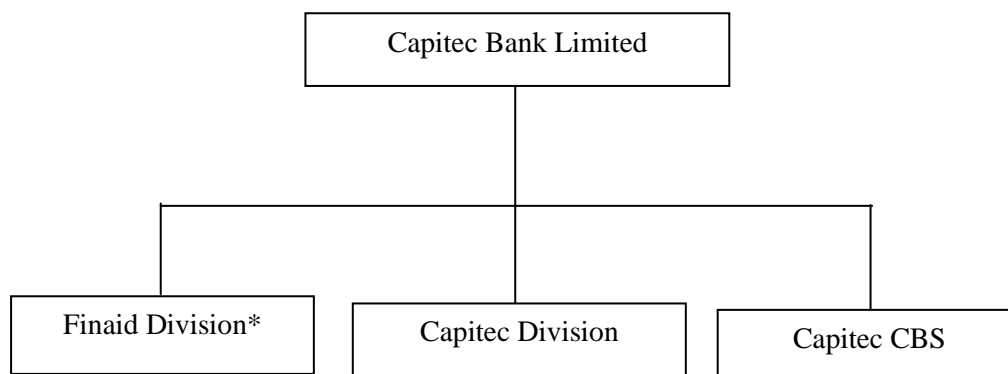 Capitec Bank Limited
Finaid Division*
Capitec Division
Capitec CBS